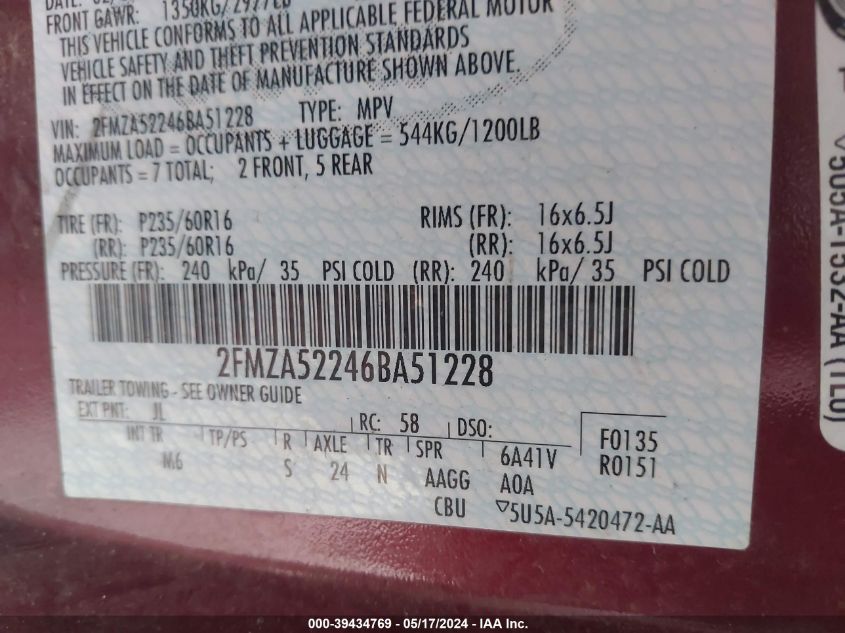 FRONT GAWR: 1350KG/2977LB
THIS VEHICLE CONFORMS TO ALL APPLICABLE FEDERAL MOTOR
VEHICLE SAFETY AND THEFT PREVENTION STANDARDS
IN EFFECT ON THE DATE OF MANUFACTURE SHOWN ABOVE.
VIN: 2FMZA52246BA51228 TYPE: MPV
MAXIMUM LOAD = OCCUPANTS + LUGGAGE = 544KG/1200LB
OCCUPANTS = 7 TOTAL; 2 FRONT, 5 REAR
TIRE (FR): P235/60R16 RIMS (FR): 16x6.5J
(RR): P235/60R16 (RR): 16x6.5J
PRESSURE (FR): 240 kPa/ 35 PSI COLD (RR): 240 kPa/ 35 PSI COLD
2FMZA52246BA51228
TRAILER TOWING - SEE OWNER GUIDE
EXT PNT: JL RC: 58 DSO: F0135
INT TR TP/PS R AXLE TR SPR 6A41V R0151
M6 S 24 N AAGG A0A
CBU 5U5A-5420472-AA
5U5A-1532-AA (TL0)
000-39434769 — 05/17/2024 — IAA Inc.